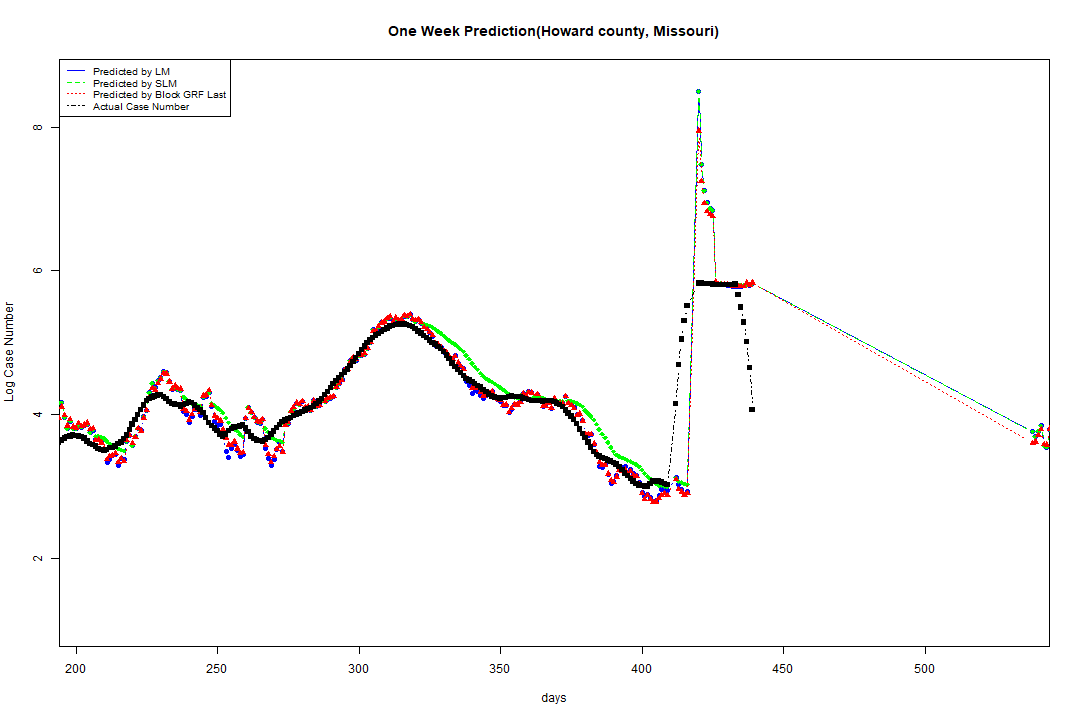 One Week Prediction(Howard county, Missouri)
Predicted by LM
Predicted by SLM
Predicted by Block GRF Last
Actual Case Number
8
6
4
2
Log Case Number
200 250 300 350 400 450 500
days